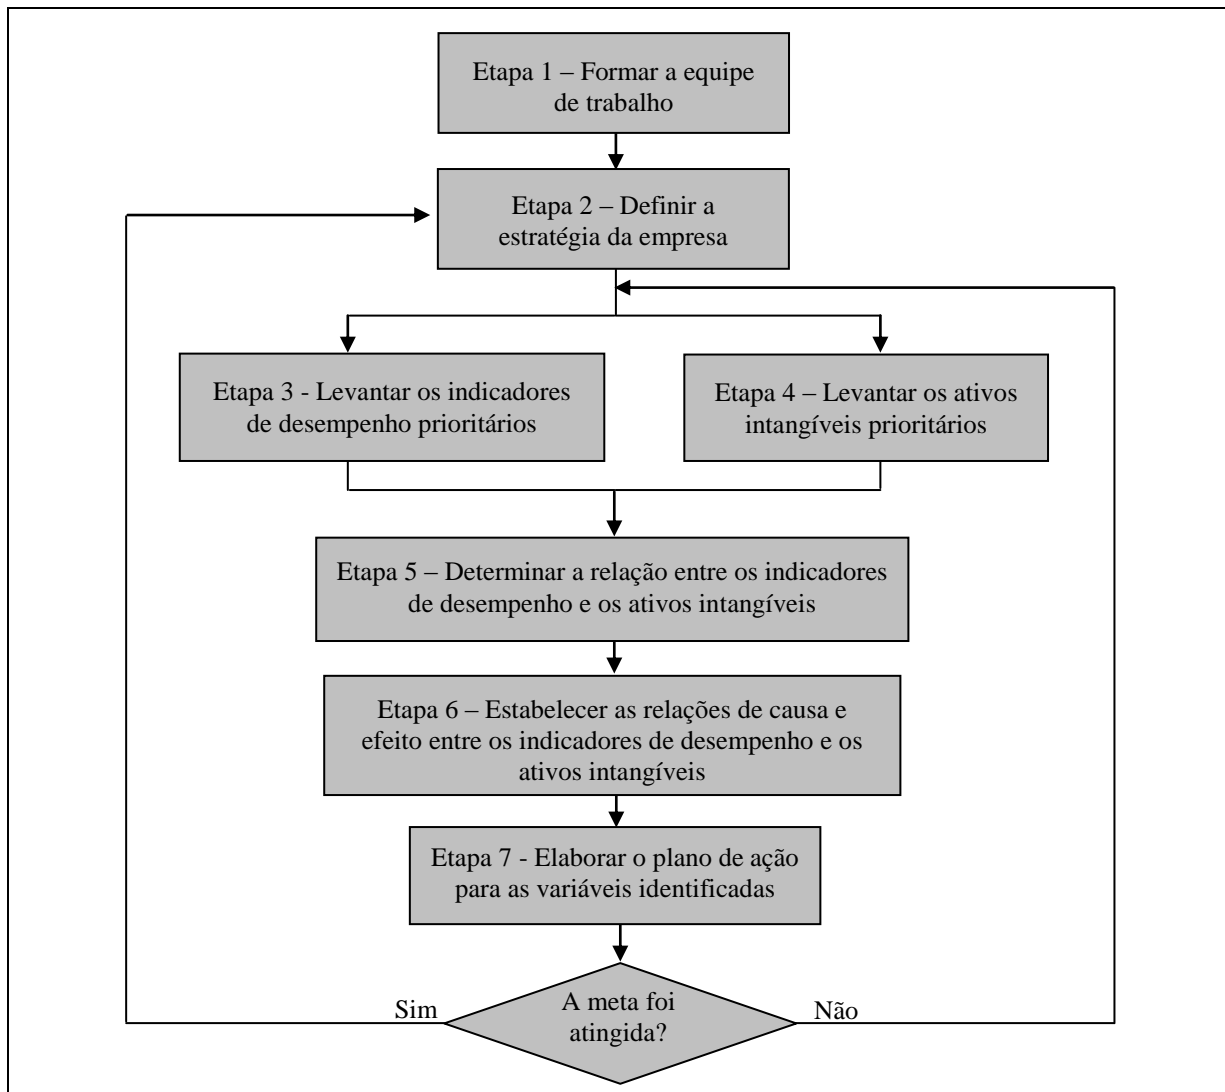 Etapa 1 – Formar a equipe
de trabalho
Etapa 2 – Definir a
estratégia da empresa
Etapa 3 - Levantar os indicadores
de desempenho prioritários
Etapa 4 – Levantar os ativos
intangíveis prioritários
Etapa 5 – Determinar a relação entre os indicadores
de desempenho e os ativos intangíveis
Etapa 6 – Estabelecer as relações de causa e
efeito entre os indicadores de desempenho e os
ativos intangíveis
Etapa 7 - Elaborar o plano de ação
para as variáveis identificadas
Sim
A meta foi
atingida?
Não